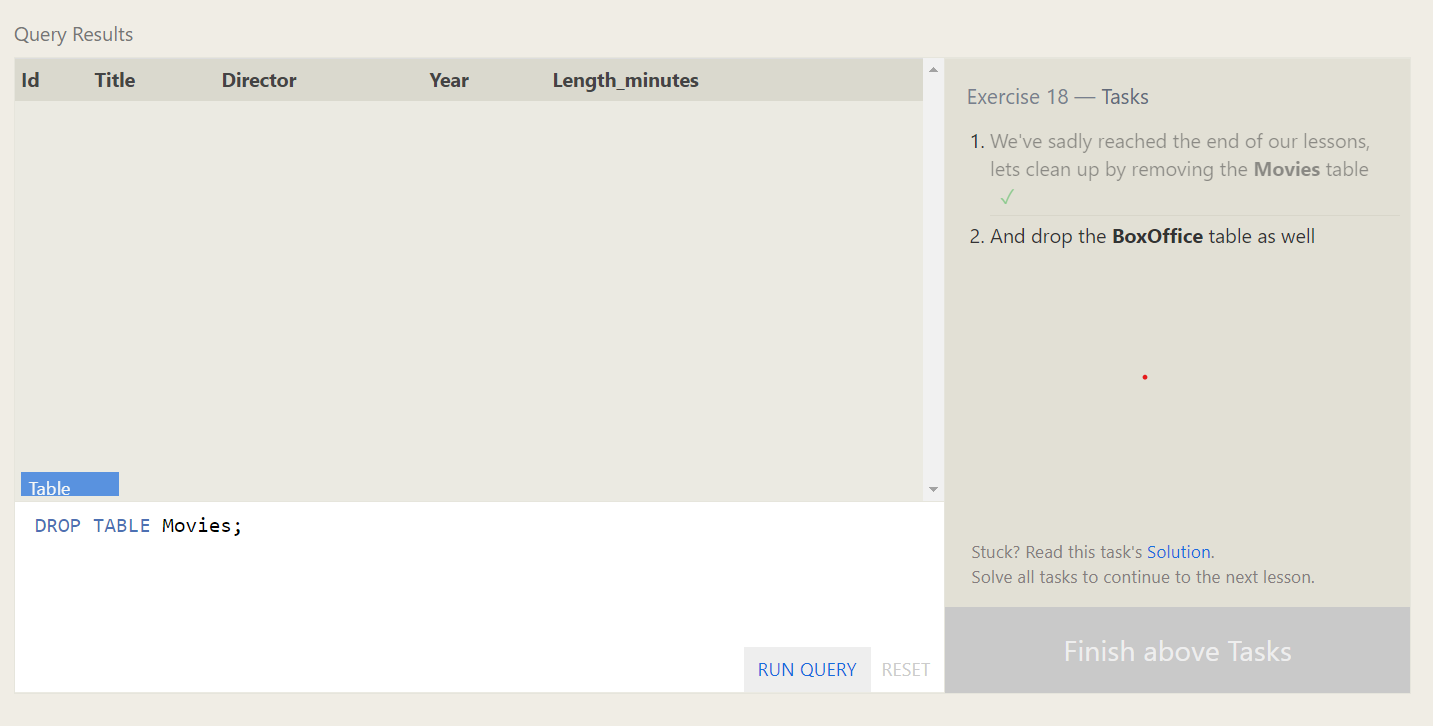 Query Results
Id Title Director Year Length_minutes
Table
DROP TABLE Movies;
RUN QUERY RESET
Exercise 18 — Tasks
1. We've sadly reached the end of our lessons,
lets clean up by removing the Movies table
✓
2. And drop the BoxOffice table as well
Stuck? Read this task's Solution.
Solve all tasks to continue to the next lesson.
Finish above Tasks